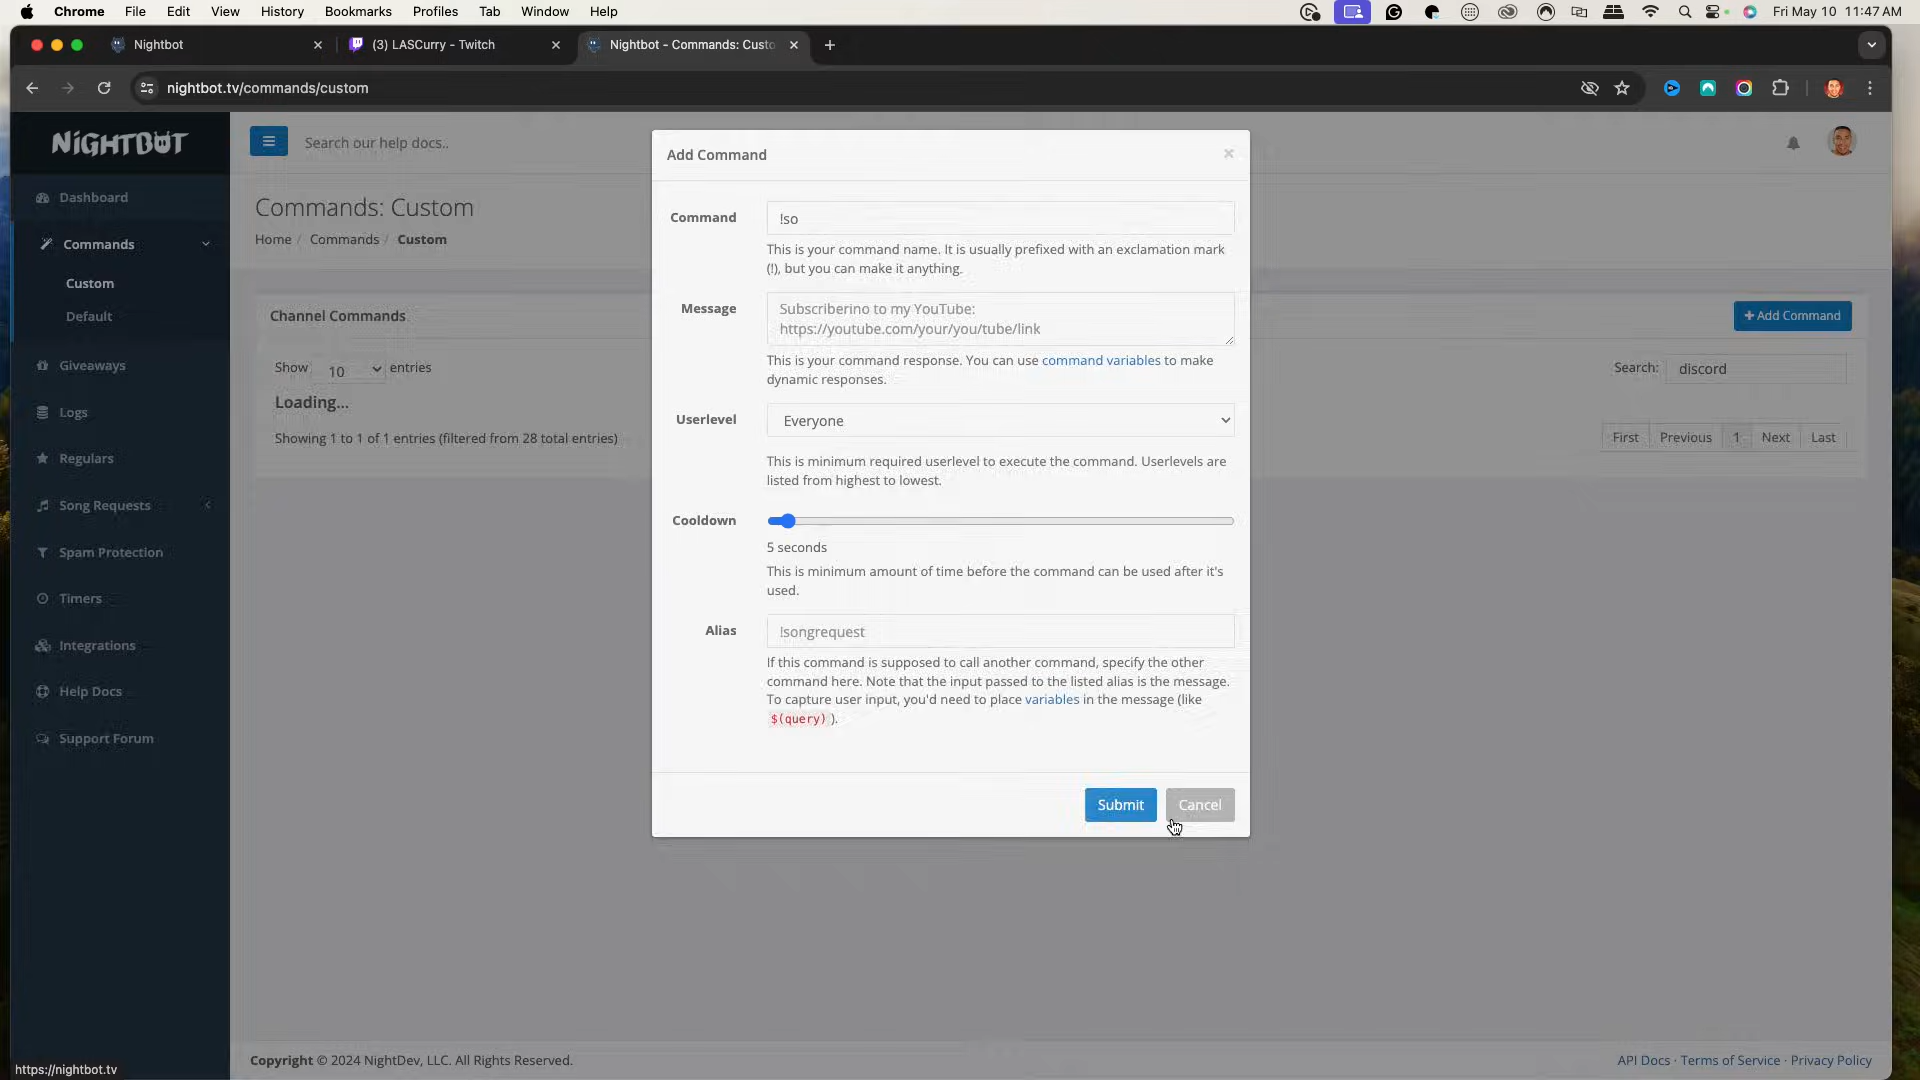 Chrome File Edit View History Bookmarks Profiles Tab Window Help Fri May 10 11:47 AM
Nightbot (3) LASCurry - Twitch Nightbot - Commands: Custo
nightbot.tv/commands/custom
NIGHTBOT
Search our help docs..
Dashboard
Commands
Custom
Default
Giveaways
Logs
Regulars
Song Requests
Spam Protection
Timers
Integrations
Help Docs
Support Forum
Commands: Custom
Home / Commands / Custom
Channel Commands
+ Add Command
Show 10 entries
Search: discord
Loading...
Showing 1 to 1 of 1 entries (filtered from 28 total entries)
First Previous 1 Next Last
Add Command
×
Command !so
This is your command name. It is usually prefixed with an exclamation mark
(!), but you can make it anything.
Message Subscriberino to my YouTube:
https://youtube.com/your/you/tube/link
This is your command response. You can use command variables to make
dynamic responses.
Userlevel Everyone
This is minimum required userlevel to execute the command. Userlevels are
listed from highest to lowest.
Cooldown
5 seconds
This is minimum amount of time before the command can be used after it's
used.
Alias !songrequest
If this command is supposed to call another command, specify the other
command here. Note that the input passed to the listed alias is the message.
To capture user input, you'd need to place variables in the message (like
$(query) ).
Submit Cancel
Copyright © 2024 NightDev, LLC. All Rights Reserved.
API Docs · Terms of Service · Privacy Policy
https://nightbot.tv